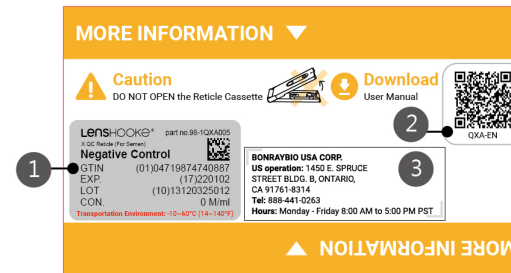 MORE INFORMATION
Caution
DO NOT OPEN the Reticle Cassette
Download
User Manual
2
QXA-EN
1
LENSHOOKE® part no.98-1QXA005
X QC Reticle (For Semen)
Negative Control
GTIN (01)04719874740887
EXP. (17)220102
LOT (10)13120325012
CON. 0 M/ml
Transportation Environment: -10~60°C (14~140°F)
3
BONRAYBIO USA CORP.
US operation: 1450 E. SPRUCE
STREET BLDG. B, ONTARIO,
CA 91761-8314
Tel: 888-441-0263
Hours: Monday - Friday 8:00 AM to 5:00 PM PST
MORE INFORMATION